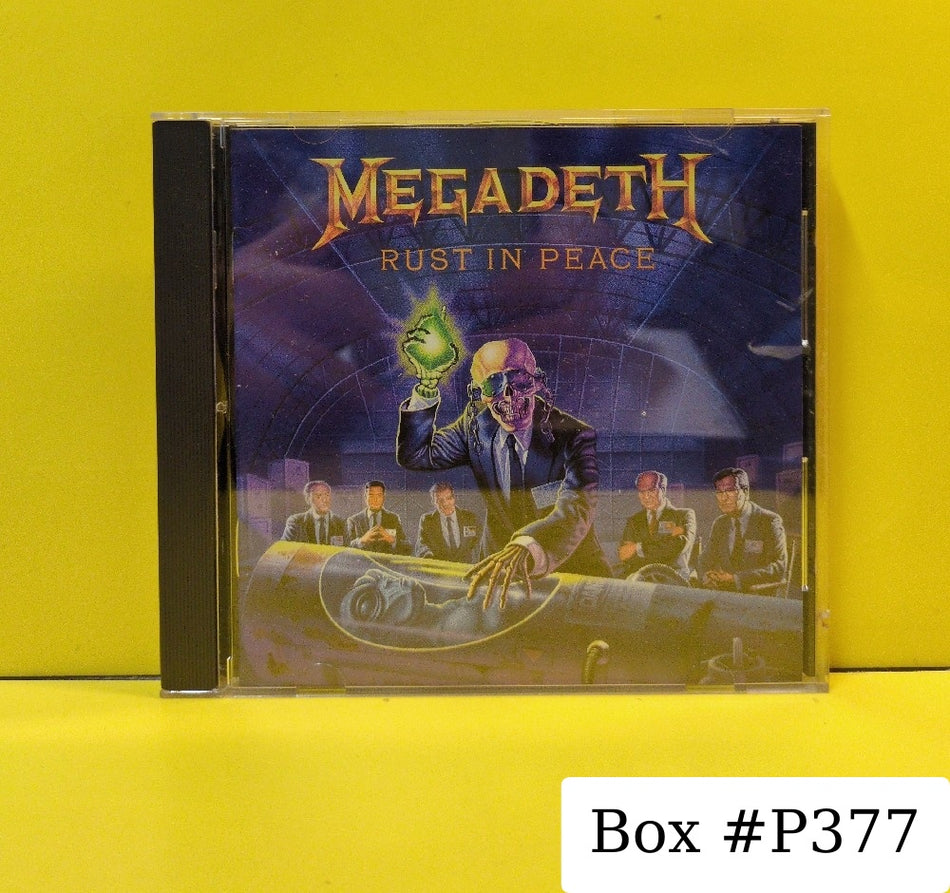 MEGADETH
RUST IN PEACE
Box #P377